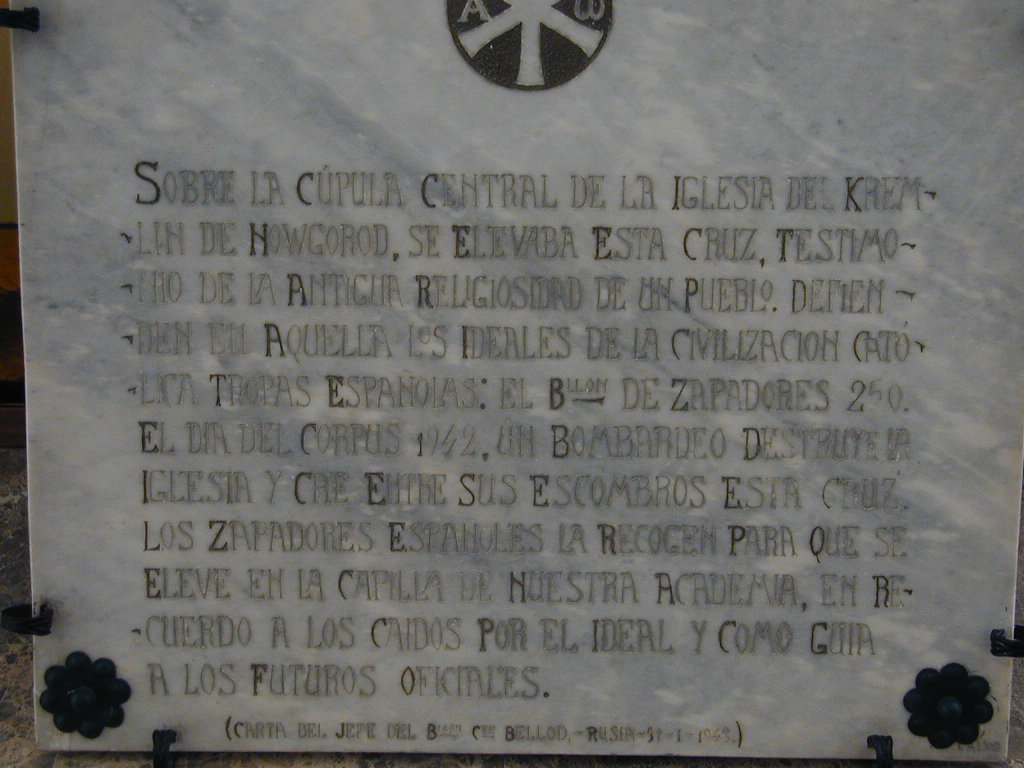 A ω
SOBRE LA CÚPULA CENTRAL DE LA IGLESIA DEL KREM-
-LIN DE NOWGOROD, SE ELEVABA ESTA CRUZ, TESTIMO-
-NIO DE LA ANTIGUA RELIGIOSIDAD DE UN PUEBLO. DEFIEN-
-DEN EN AQUELLA LOS IDEALES DE LA CIVILIZACION CATÓ-
-LICA TROPAS ESPAÑOLAS: EL BLLON DE ZAPADORES 250.
EL DIA DEL CORPUS 1942, UN BOMBARDEO DESTRUYE LA
IGLESIA Y CAE ENTRE SUS ESCOMBROS ESTA CRUZ.
LOS ZAPADORES ESPAÑOLES LA RECOGEN PARA QUE SE
ELEVE EN LA CAPILLA DE NUESTRA ACADEMIA, EN RE-
-CUERDO A LOS CAIDOS POR EL IDEAL Y COMO GUIA
A LOS FUTUROS OFICIALES.
(CARTA DEL JEFE DEL BLLON CTE BELLOD,-RUSIA-31-1-1943.)